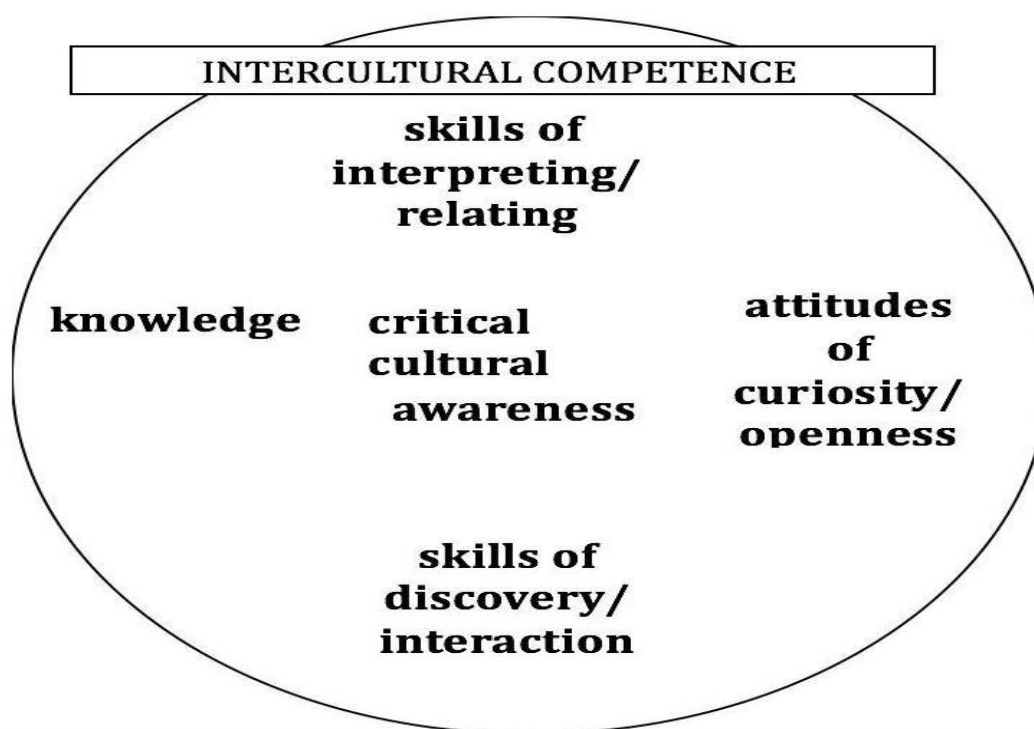 INTERCULTURAL COMPETENCE
skills of
interpreting/
relating
knowledge
critical
cultural
awareness
attitudes
of
curiosity/
openness
skills of
discovery/
interaction